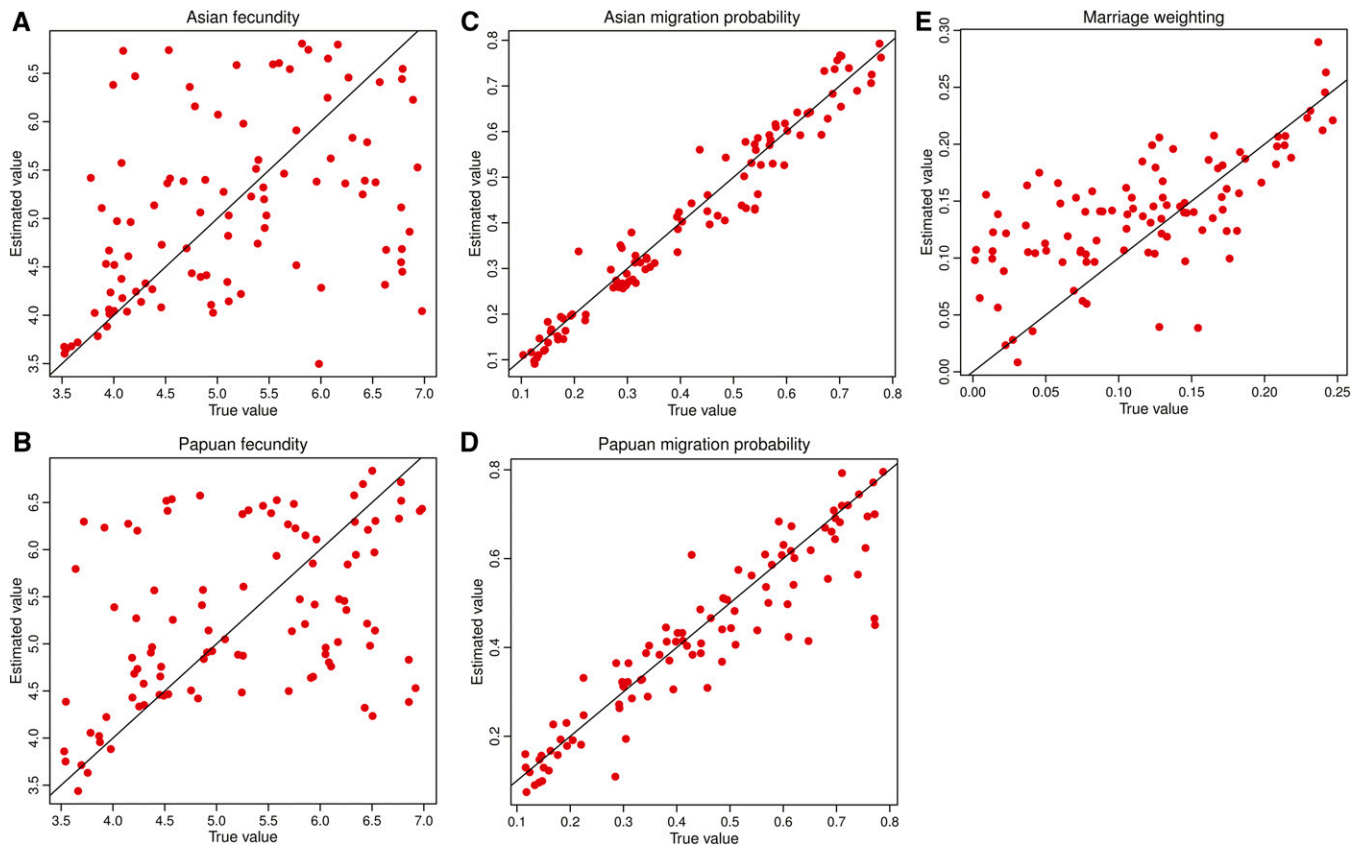 A
Asian fecundity
Estimated value
3.5 4.0 4.5 5.0 5.5 6.0 6.5
3.5 4.0 4.5 5.0 5.5 6.0 6.5 7.0
True value
B
Papuan fecundity
Estimated value
3.5 4.0 4.5 5.0 5.5 6.0 6.5
3.5 4.0 4.5 5.0 5.5 6.0 6.5 7.0
True value
C
Asian migration probability
Estimated value
0.1 0.2 0.3 0.4 0.5 0.6 0.7 0.8
0.1 0.2 0.3 0.4 0.5 0.6 0.7 0.8
True value
D
Papuan migration probability
Estimated value
0.2 0.4 0.6 0.8
0.1 0.2 0.3 0.4 0.5 0.6 0.7 0.8
True value
E
Marriage weighting
Estimated value
0.00 0.05 0.10 0.15 0.20 0.25 0.30
0.00 0.05 0.10 0.15 0.20 0.25
True value